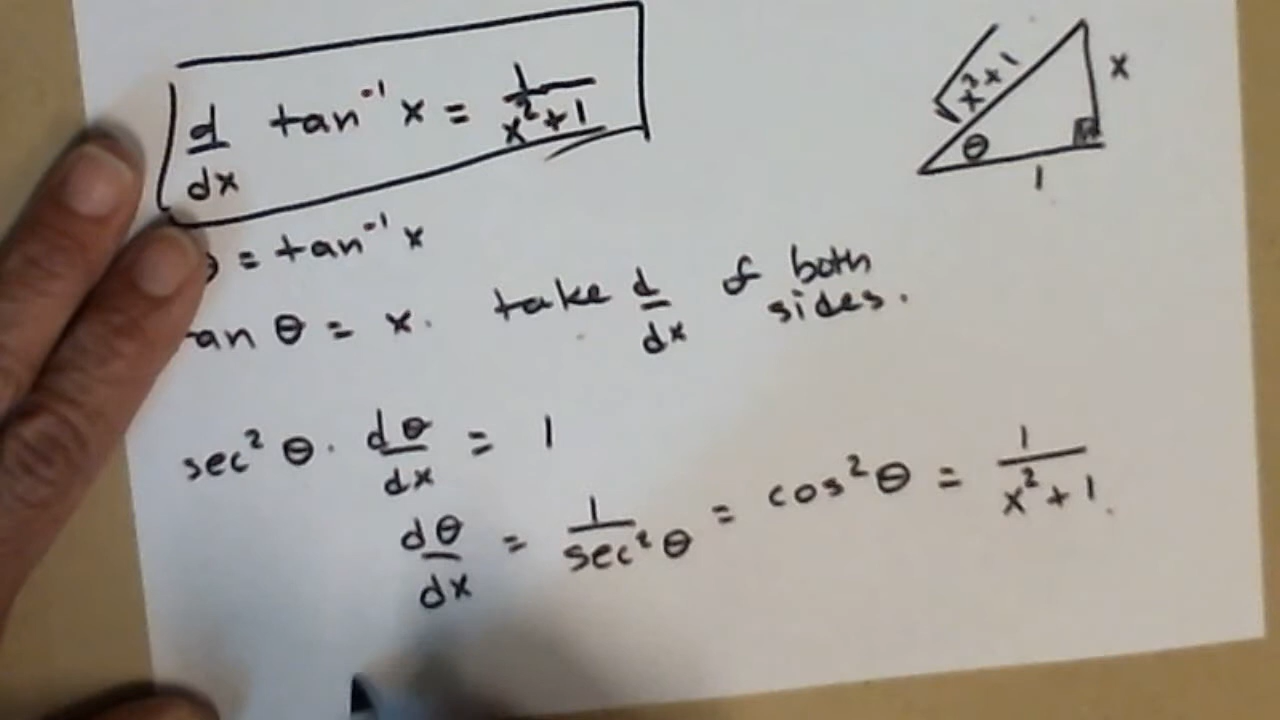 d/dx tan⁻¹ x = 1/(x² + 1)
√(x² + 1)
x
θ
1
θ = tan⁻¹ x
an θ = x. take d/dx of both
sides.
sec² θ · dθ/dx = 1
dθ/dx = 1/sec² θ = cos² θ = 1/(x² + 1).